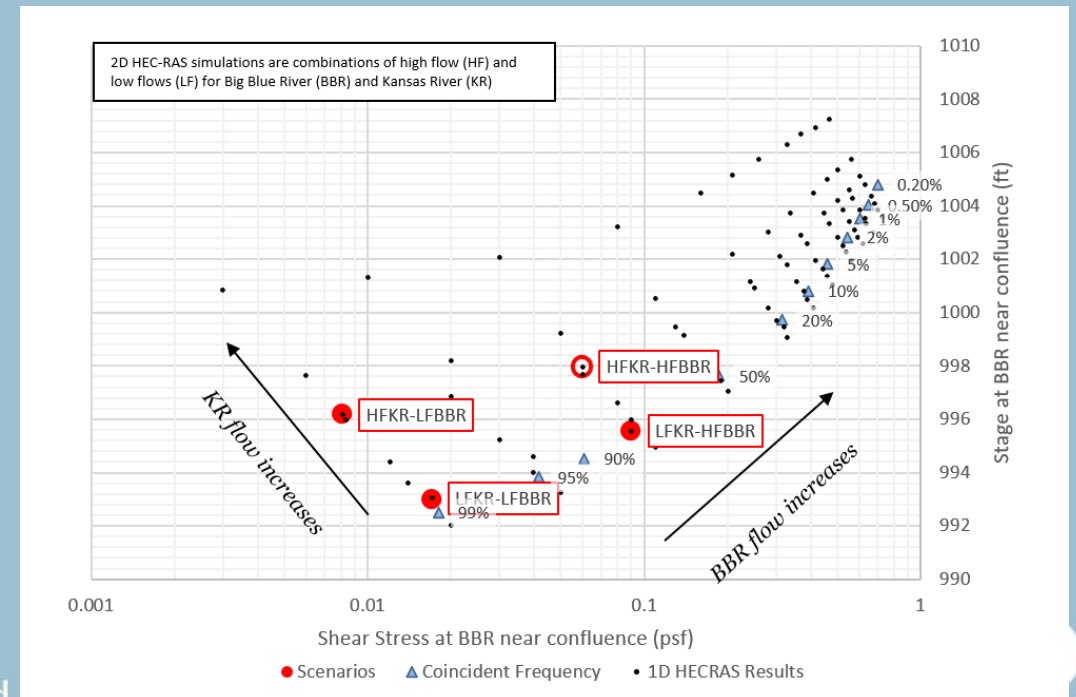 2D HEC-RAS simulations are combinations of high flow (HF) and
low flows (LF) for Big Blue River (BBR) and Kansas River (KR)
1010
1008
1006
1004
1002
1000
998
996
994
992
990
Stage at BBR near confluence (ft)
0.20%
0.50%
1%
2%
5%
10%
20%
50%
90%
95%
99%
HFKR-HFBBR
HFKR-LFBBR
LFKR-HFBBR
LFKR-LFBBR
KR flow increases
BBR flow increases
0.001
0.01
0.1
1
Shear Stress at BBR near confluence (psf)
Scenarios
Coincident Frequency
1D HECRAS Results